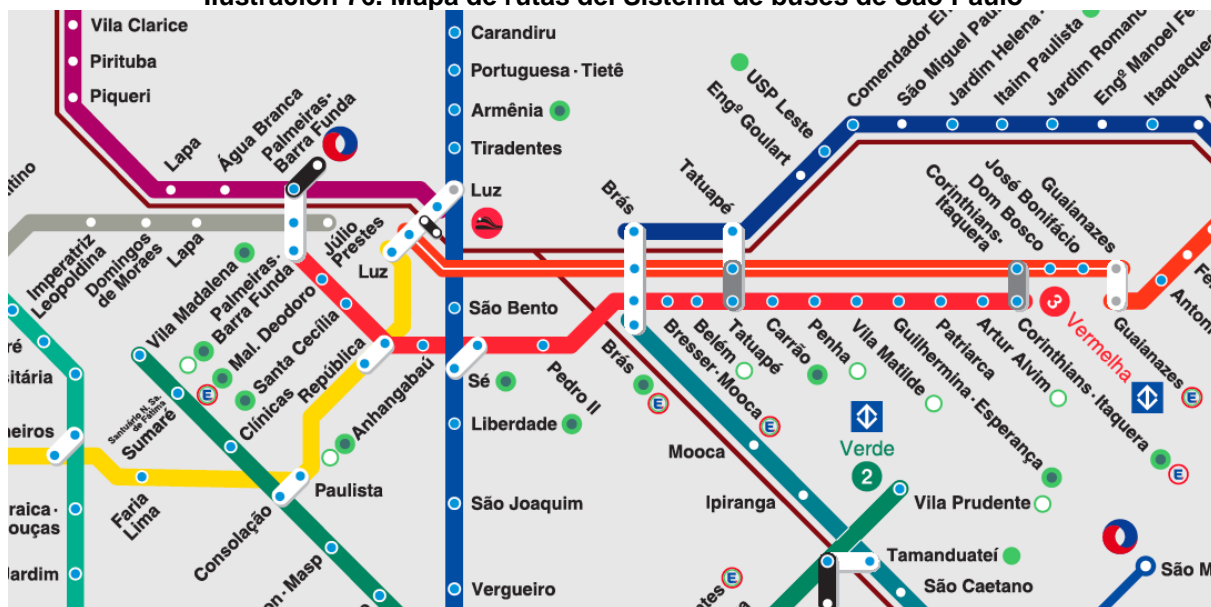 Ilustración 76. Mapa de rutas del Sistema de buses de São Paulo
Vila Clarice
Pirituba
Piqueri
Lapa
Água Branca
Palmeiras-
Barra Funda
Carandiru
Portuguesa · Tietê
Armênia
Tiradentes
Luz
USP Leste
Engº Goulart
Comendador
São Miguel
Jardim Helena
Itaim Paulista
Jardim Romano
Engº Manoel
Brás
Tatuapé
Corinthians-
Itaquera
Dom Bosco
José Bonifácio
Guaianazes
Imperatriz
Leopoldina
Domingos
de Moraes
Lapa
Júlio
Prestes
Luz
Vila Madalena
Palmeiras-
Barra Funda
Mal. Deodoro
Santa Cecília
República
Anhangabaú
São Bento
Sé
Pedro II
Brás
Bresser · Mooca
Belém
Tatuapé
Carrão
Penha
Vila Matilde
Guilhermina · Esperança
Patriarca
Artur Alvim
Corinthians · Itaquera
3 Vermelha
Guaianazes
E
E
E
E
E
Santuário N. Sa.
de Fátima
Sumaré
Clínicas
Liberdade
Mooca
Verde
2
Faria
Lima
Consolação
Paulista
São Joaquim
Ipiranga
Vila Prudente
Jardim
Vergueiro
E
Tamanduateí
São Caetano